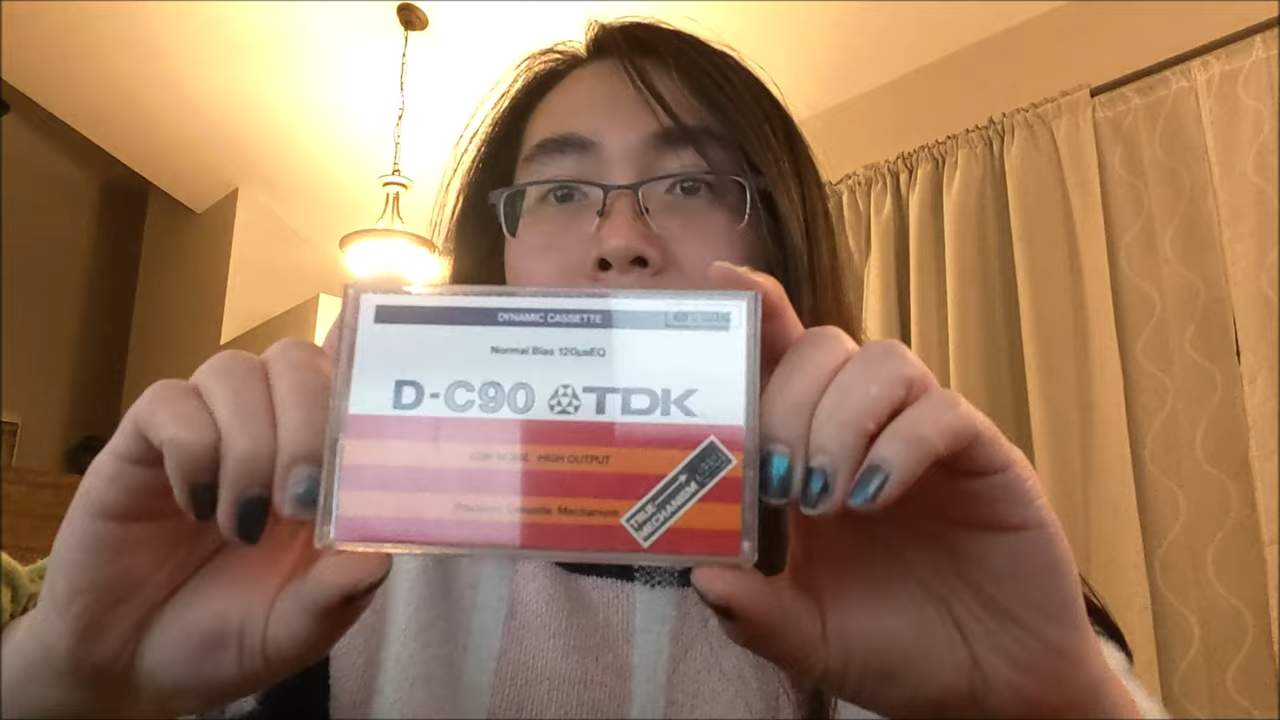 DYNAMIC CASSETTE
Normal Bias 120µsEQ
D-C90 TDK
LOW NOISE HIGH OUTPUT
Precision Cassette Mechanism
TRUE
MECHANISM